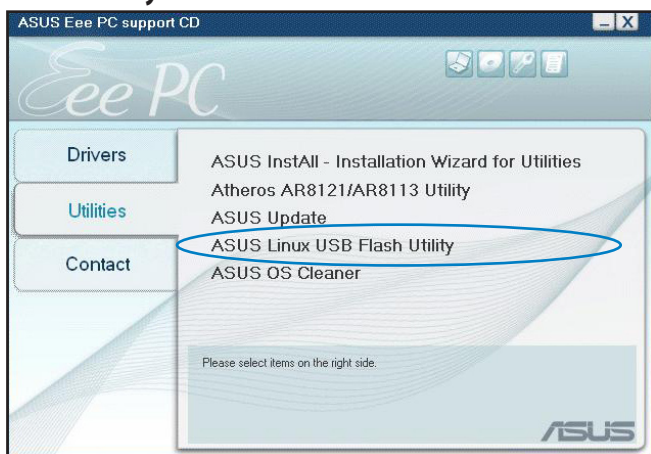 ASUS Eee PC support CD
Eee PC
Drivers
Utilities
Contact
ASUS InstAll - Installation Wizard for Utilities
Atheros AR8121/AR8113 Utility
ASUS Update
ASUS Linux USB Flash Utility
ASUS OS Cleaner
Please select items on the right side.
ASUS